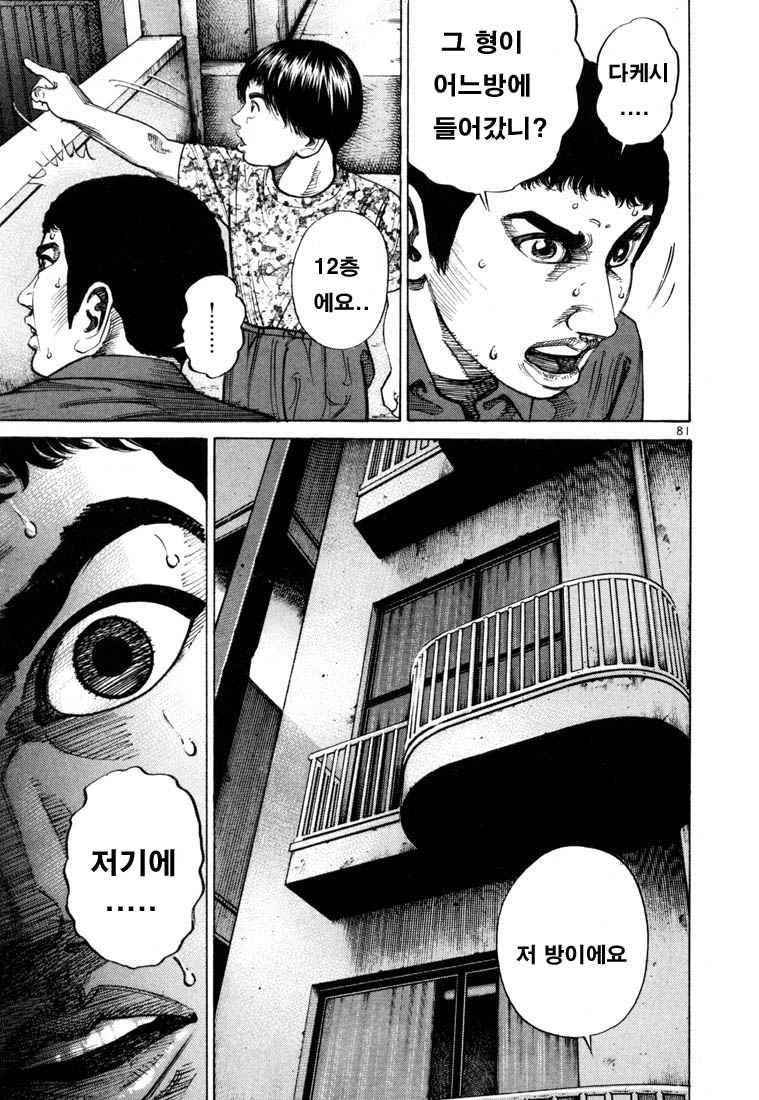 다케시
....
그 형이
어느방에
들어갔니?
12층
에요..
!......
81
저 방이에요
저기에
.....